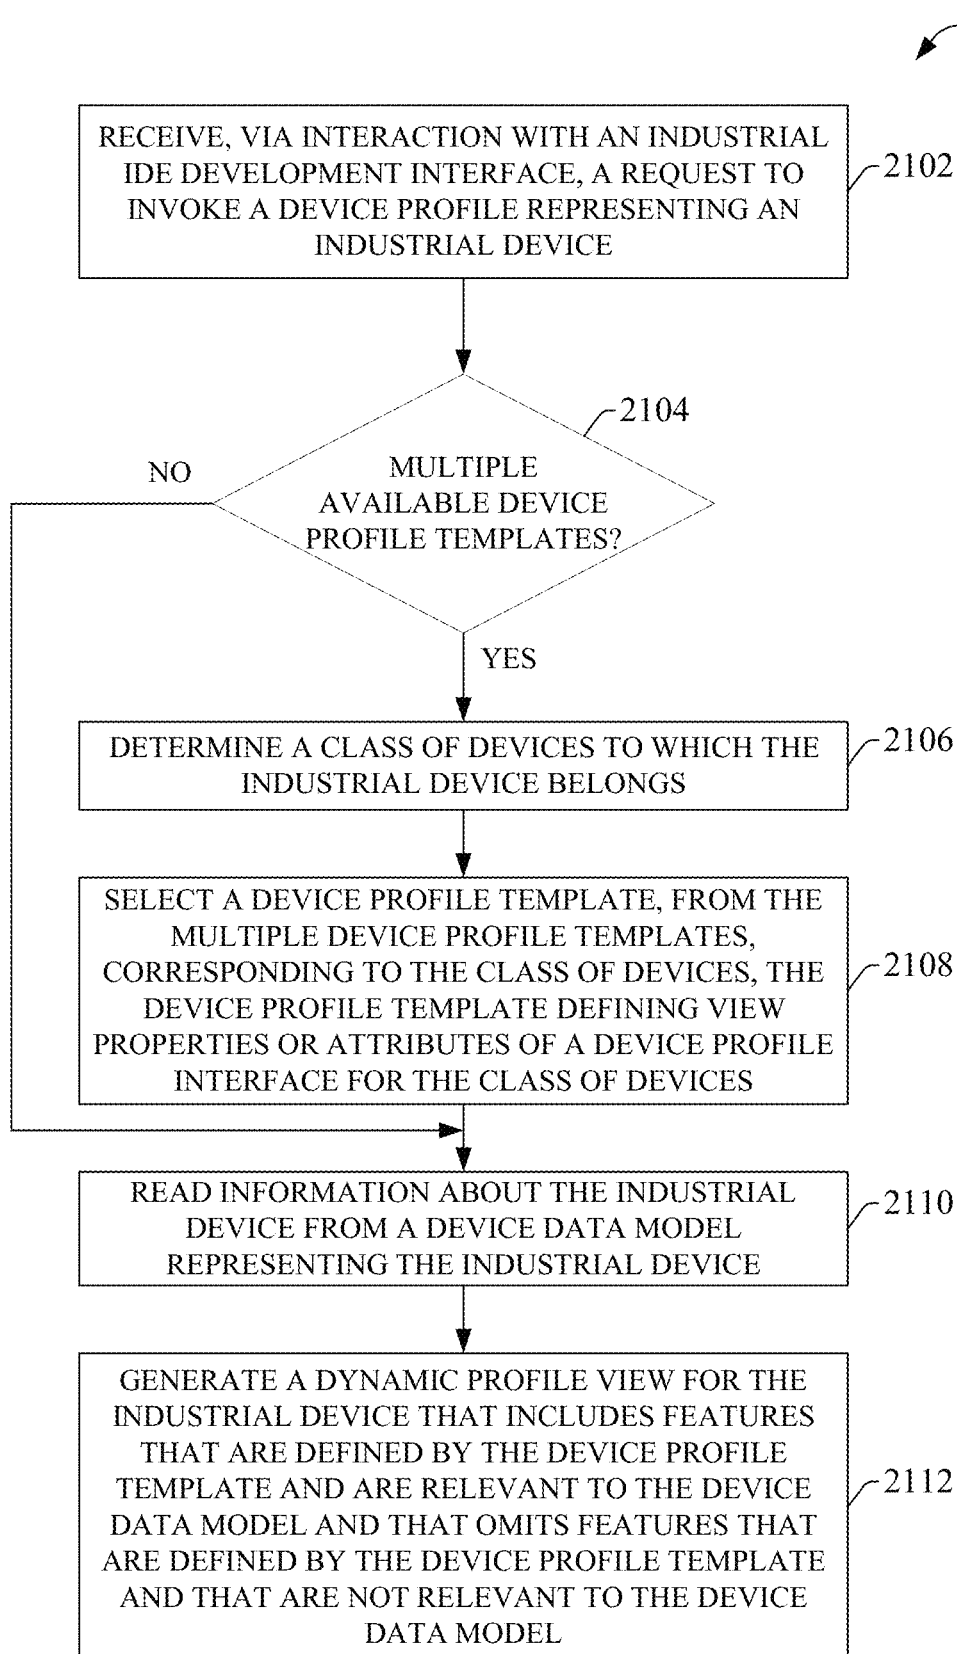 RECEIVE, VIA INTERACTION WITH AN INDUSTRIAL
IDE DEVELOPMENT INTERFACE, A REQUEST TO
INVOKE A DEVICE PROFILE REPRESENTING AN
INDUSTRIAL DEVICE
2102
2104
NO
MULTIPLE
AVAILABLE DEVICE
PROFILE TEMPLATES?
YES
DETERMINE A CLASS OF DEVICES TO WHICH THE
INDUSTRIAL DEVICE BELONGS
2106
SELECT A DEVICE PROFILE TEMPLATE, FROM THE
MULTIPLE DEVICE PROFILE TEMPLATES,
CORRESPONDING TO THE CLASS OF DEVICES, THE
DEVICE PROFILE TEMPLATE DEFINING VIEW
PROPERTIES OR ATTRIBUTES OF A DEVICE PROFILE
INTERFACE FOR THE CLASS OF DEVICES
2108
READ INFORMATION ABOUT THE INDUSTRIAL
DEVICE FROM A DEVICE DATA MODEL
REPRESENTING THE INDUSTRIAL DEVICE
2110
GENERATE A DYNAMIC PROFILE VIEW FOR THE
INDUSTRIAL DEVICE THAT INCLUDES FEATURES
THAT ARE DEFINED BY THE DEVICE PROFILE
TEMPLATE AND ARE RELEVANT TO THE DEVICE
DATA MODEL AND THAT OMITS FEATURES THAT
ARE DEFINED BY THE DEVICE PROFILE TEMPLATE
AND THAT ARE NOT RELEVANT TO THE DEVICE
DATA MODEL
2112